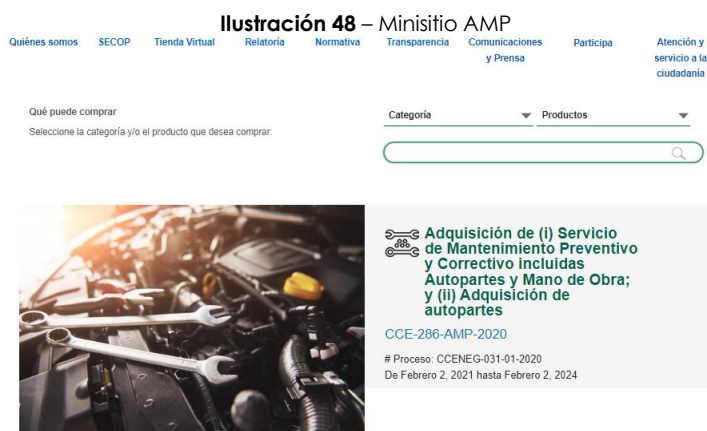 Ilustración 48 – Minisitio AMP
Quiénes somos SECOP Tienda Virtual Relatoría Normativa Transparencia Comunicaciones y Prensa Participa Atención y servicio a la ciudadanía
Qué puede comprar
Seleccione la categoría y/o el producto que desea comprar:
Categoría Productos
Adquisición de (i) Servicio
de Mantenimiento Preventivo
y Correctivo incluidas
Autopartes y Mano de Obra;
y (ii) Adquisición de
autopartes
CCE-286-AMP-2020
# Proceso: CCENEG-031-01-2020
De Febrero 2, 2021 hasta Febrero 2, 2024